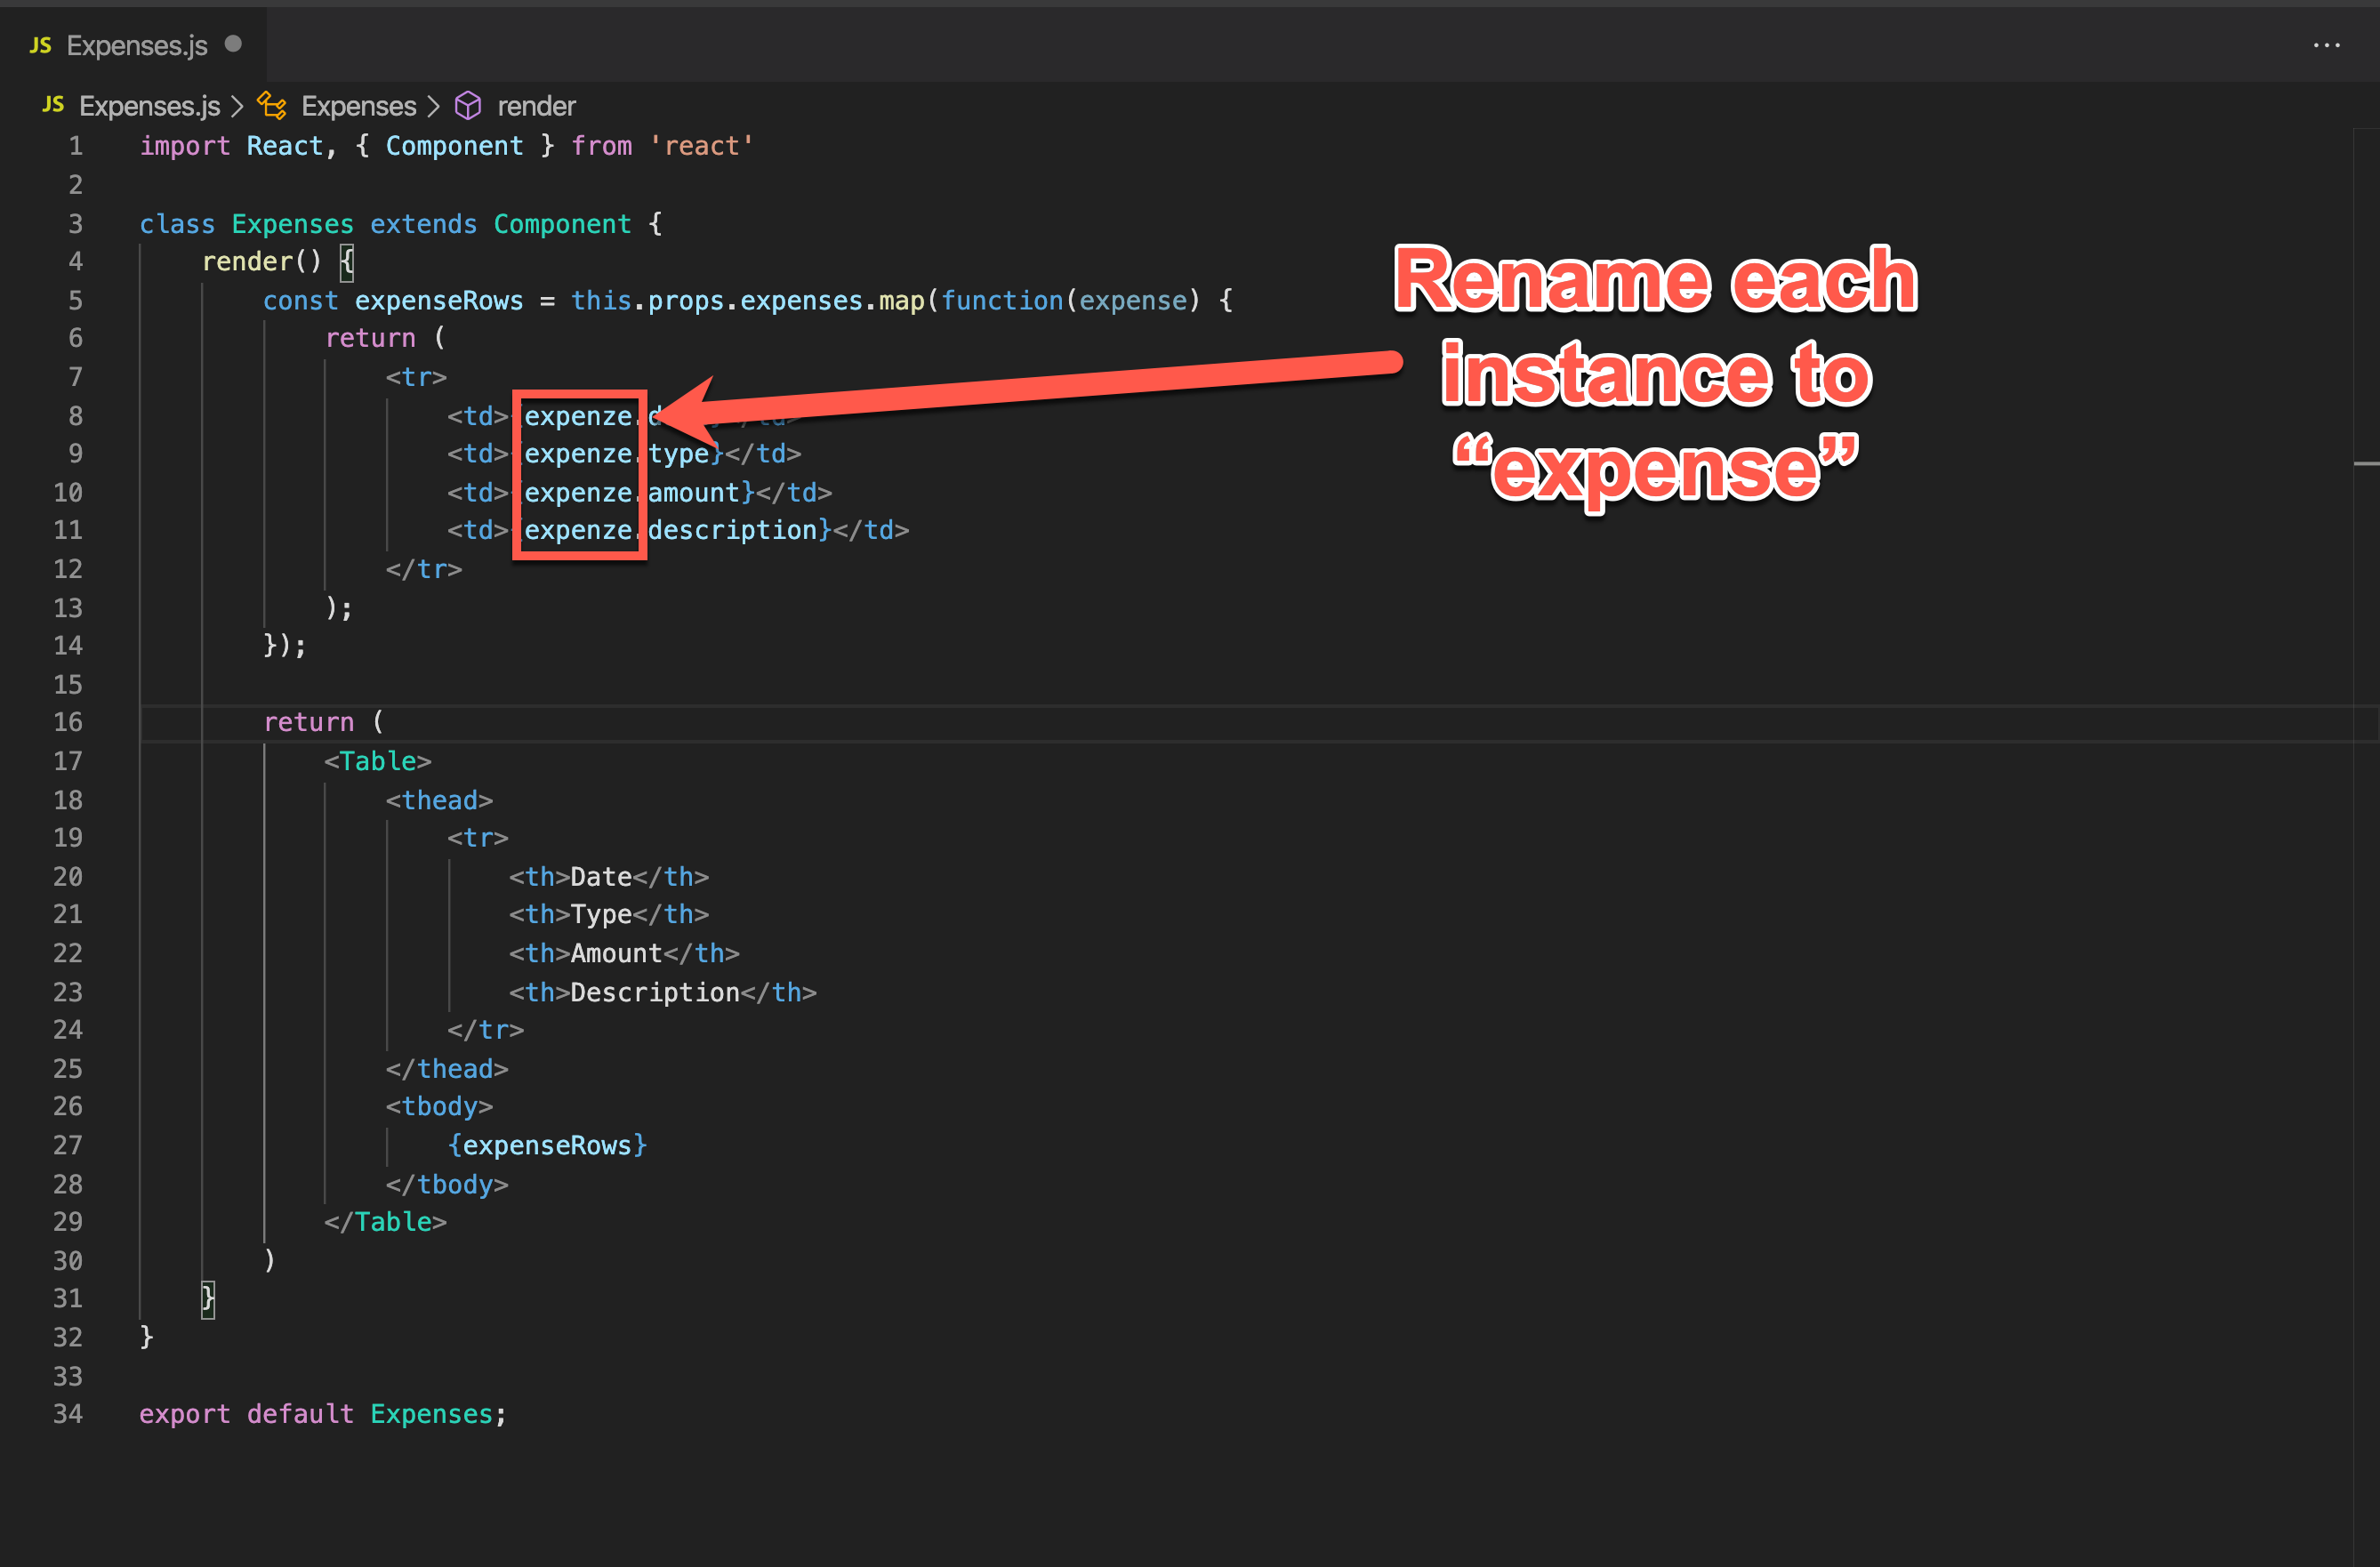 JS Expenses.js ...
JS Expenses.js > Expenses > render
1 import React, { Component } from 'react'
2
3 class Expenses extends Component {
4 render() {
5 const expenseRows = this.props.expenses.map(function(expense) {
6 return (
7 <tr>
8 <td>{expenze.
9 <td>{expenze.type}</td>
10 <td>{expenze.amount}</td>
11 <td>{expenze.description}</td>
12 </tr>
13 );
14 });
15
16 return (
17 <Table>
18 <thead>
19 <tr>
20 <th>Date</th>
21 <th>Type</th>
22 <th>Amount</th>
23 <th>Description</th>
24 </tr>
25 </thead>
26 <tbody>
27 {expenseRows}
28 </tbody>
29 </Table>
30 )
31 }
32 }
33
34 export default Expenses;
Rename each
instance to
“expense”